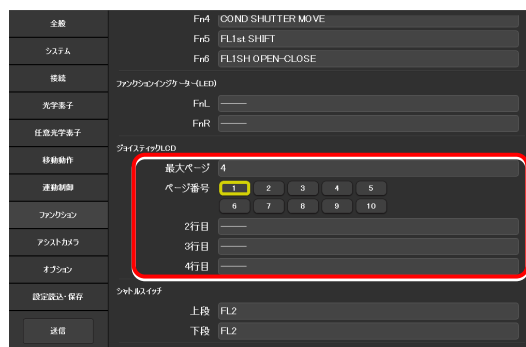 全般
システム
接続
光学素子
任意光学素子
移動動作
連動制御
ファンクション
アシストカメラ
オプション
設定読込・保存
送信
Fn4 COND SHUTTER MOVE
Fn5 FL1st SHIFT
Fn6 FL1SH OPEN-CLOSE
ファンクションインジケーター(LED)
FnL ――
FnR ――
ジョイスティックLCD
最大ページ 4
ページ番号 1 2 3 4 5
6 7 8 9 10
2行目 ――
3行目 ――
4行目 ――
シャトルスイッチ
上段 FL2
下段 FL2